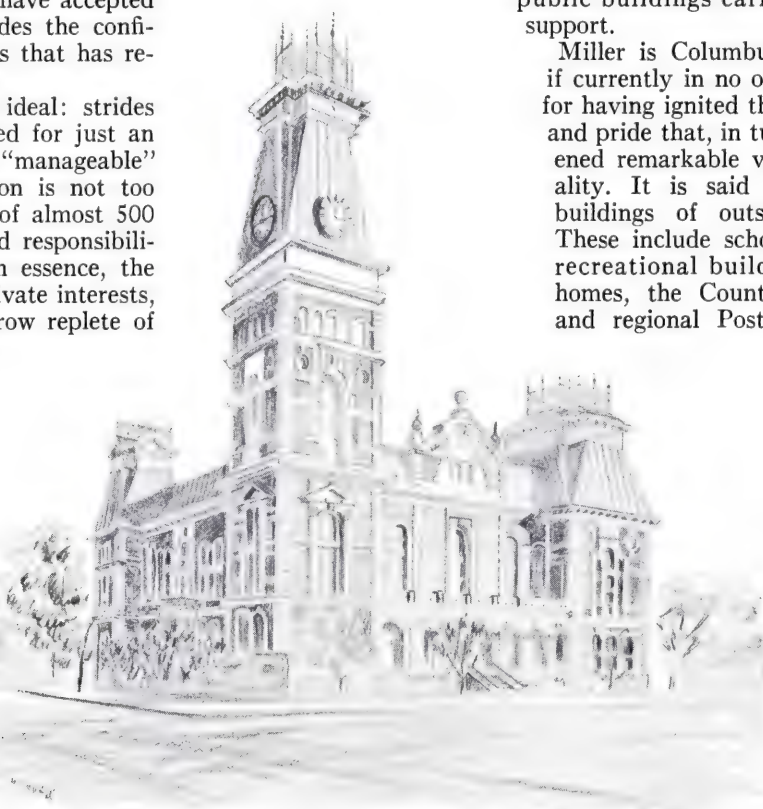 have accepted
des the confi-
s that has re-
ideal: strides
ed for just an
“manageable”
on is not too
of almost 500
d responsibili-
n essence, the
vate interests,
row replete of
public buildings
support.
Miller is Columbu
if currently in no o
for having ignited th
and pride that, in tu
ened remarkable v
ality. It is said
buildings of outs
These include scho
recreational build
homes, the Count
and regional Post